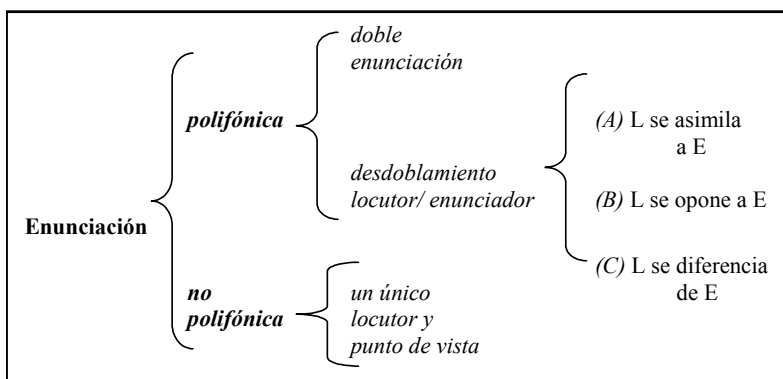 doble
enunciación
polifónica
(A) L se asimila
a E
desdoblamiento
locutor/ enunciador
(B) L se opone a E
Enunciación
(C) L se diferencia
de E
no
polifónica
un único
locutor y
punto de vista